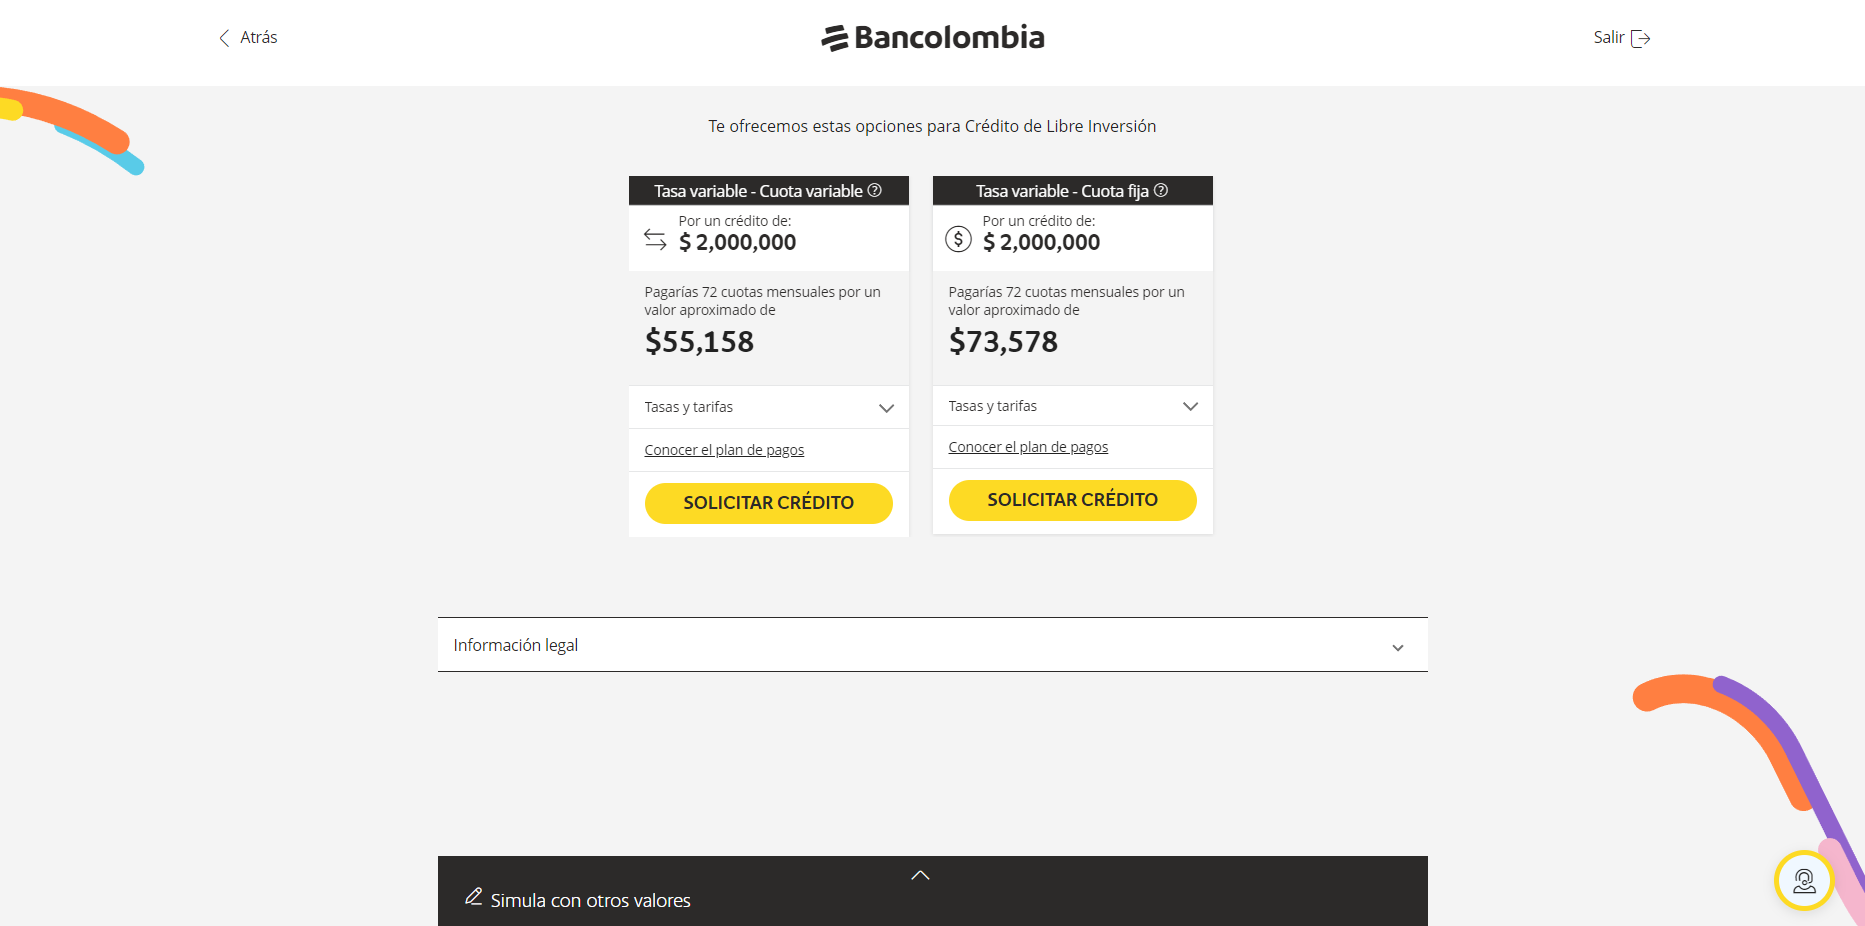 Atrás
Bancolombia
Salir
Te ofrecemos estas opciones para Crédito de Libre Inversión
Tasa variable - Cuota variable ?
Por un crédito de:
$ 2,000,000
Pagarías 72 cuotas mensuales por un
valor aproximado de
$55,158
Tasas y tarifas
Conocer el plan de pagos
SOLICITAR CRÉDITO
Tasa variable - Cuota fija ?
$
Por un crédito de:
$ 2,000,000
Pagarías 72 cuotas mensuales por un
valor aproximado de
$73,578
Tasas y tarifas
Conocer el plan de pagos
SOLICITAR CRÉDITO
Información legal
Simula con otros valores